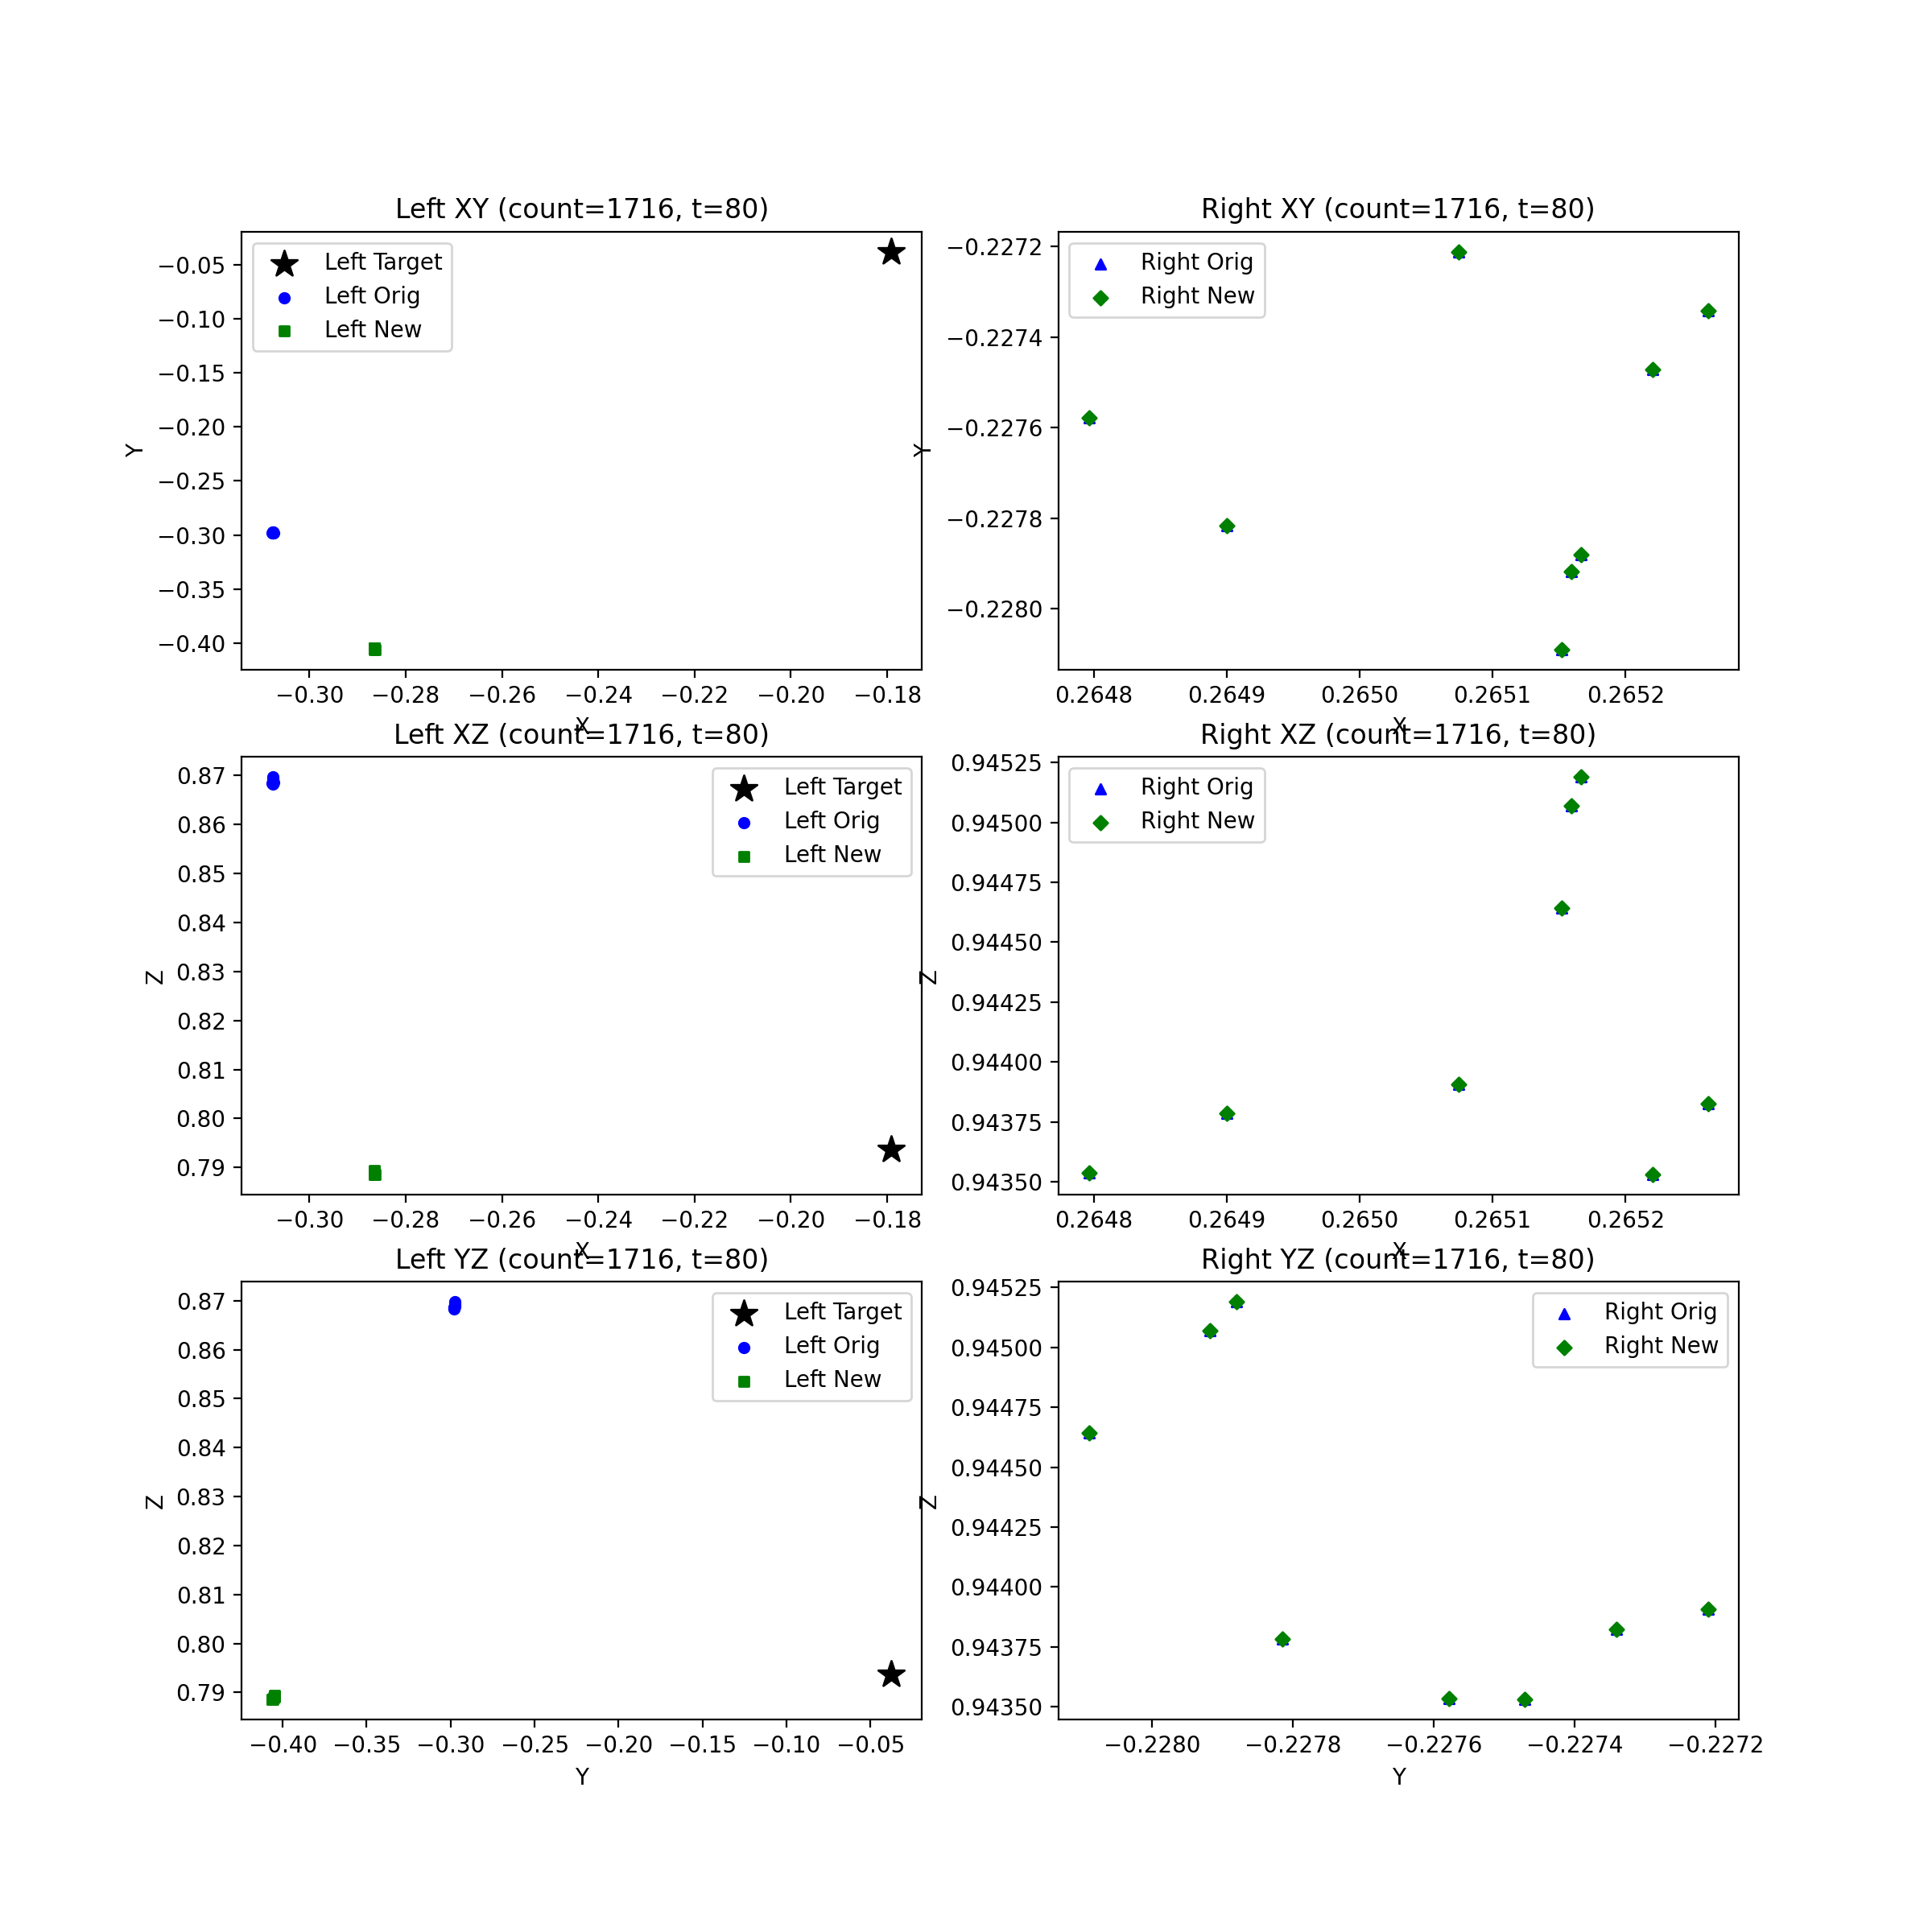 Left XY (count=1716, t=80)
Left Target
Left Orig
Left New
−0.05
−0.10
−0.15
−0.20
−0.25
−0.30
−0.35
−0.40
Y
−0.30 −0.28 −0.26 −0.24 −0.22 −0.20 −0.18
X
Right XY (count=1716, t=80)
Right Orig
Right New
−0.2272
−0.2274
−0.2276
−0.2278
−0.2280
Y
0.2648 0.2649 0.2650 0.2651 0.2652
X
Left XZ (count=1716, t=80)
Left Target
Left Orig
Left New
0.87
0.86
0.85
0.84
0.83
0.82
0.81
0.80
0.79
Z
−0.30 −0.28 −0.26 −0.24 −0.22 −0.20 −0.18
X
Right XZ (count=1716, t=80)
Right Orig
Right New
0.94525
0.94500
0.94475
0.94450
0.94425
0.94400
0.94375
0.94350
Z
0.2648 0.2649 0.2650 0.2651 0.2652
X
Left YZ (count=1716, t=80)
Left Target
Left Orig
Left New
0.87
0.86
0.85
0.84
0.83
0.82
0.81
0.80
0.79
Z
−0.40 −0.35 −0.30 −0.25 −0.20 −0.15 −0.10 −0.05
Y
Right YZ (count=1716, t=80)
Right Orig
Right New
0.94525
0.94500
0.94475
0.94450
0.94425
0.94400
0.94375
0.94350
Z
−0.2280 −0.2278 −0.2276 −0.2274 −0.2272
Y